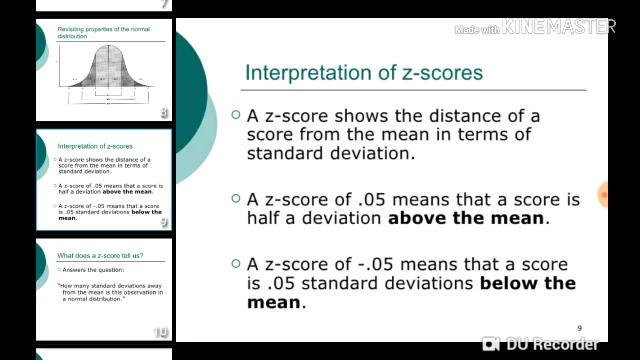 7
Revisiting properties of the normal
distribution
8
Interpretation of z-scores
A z-score shows the distance of a
score from the mean in terms of
standard deviation.
A z-score of .05 means that a score is
half a deviation above the mean.
A z-score of -.05 means that a score
is .05 standard deviations below the
mean.
9
What does a z-score tell us?
Answers the question:
"How many standard deviations away
from the mean is this observation in
a normal distribution."
10
Made with KINEMASTER
Interpretation of z-scores
A z-score shows the distance of a
score from the mean in terms of
standard deviation.
A z-score of .05 means that a score is
half a deviation above the mean.
A z-score of -.05 means that a score
is .05 standard deviations below the
mean.
9
DU Recorder